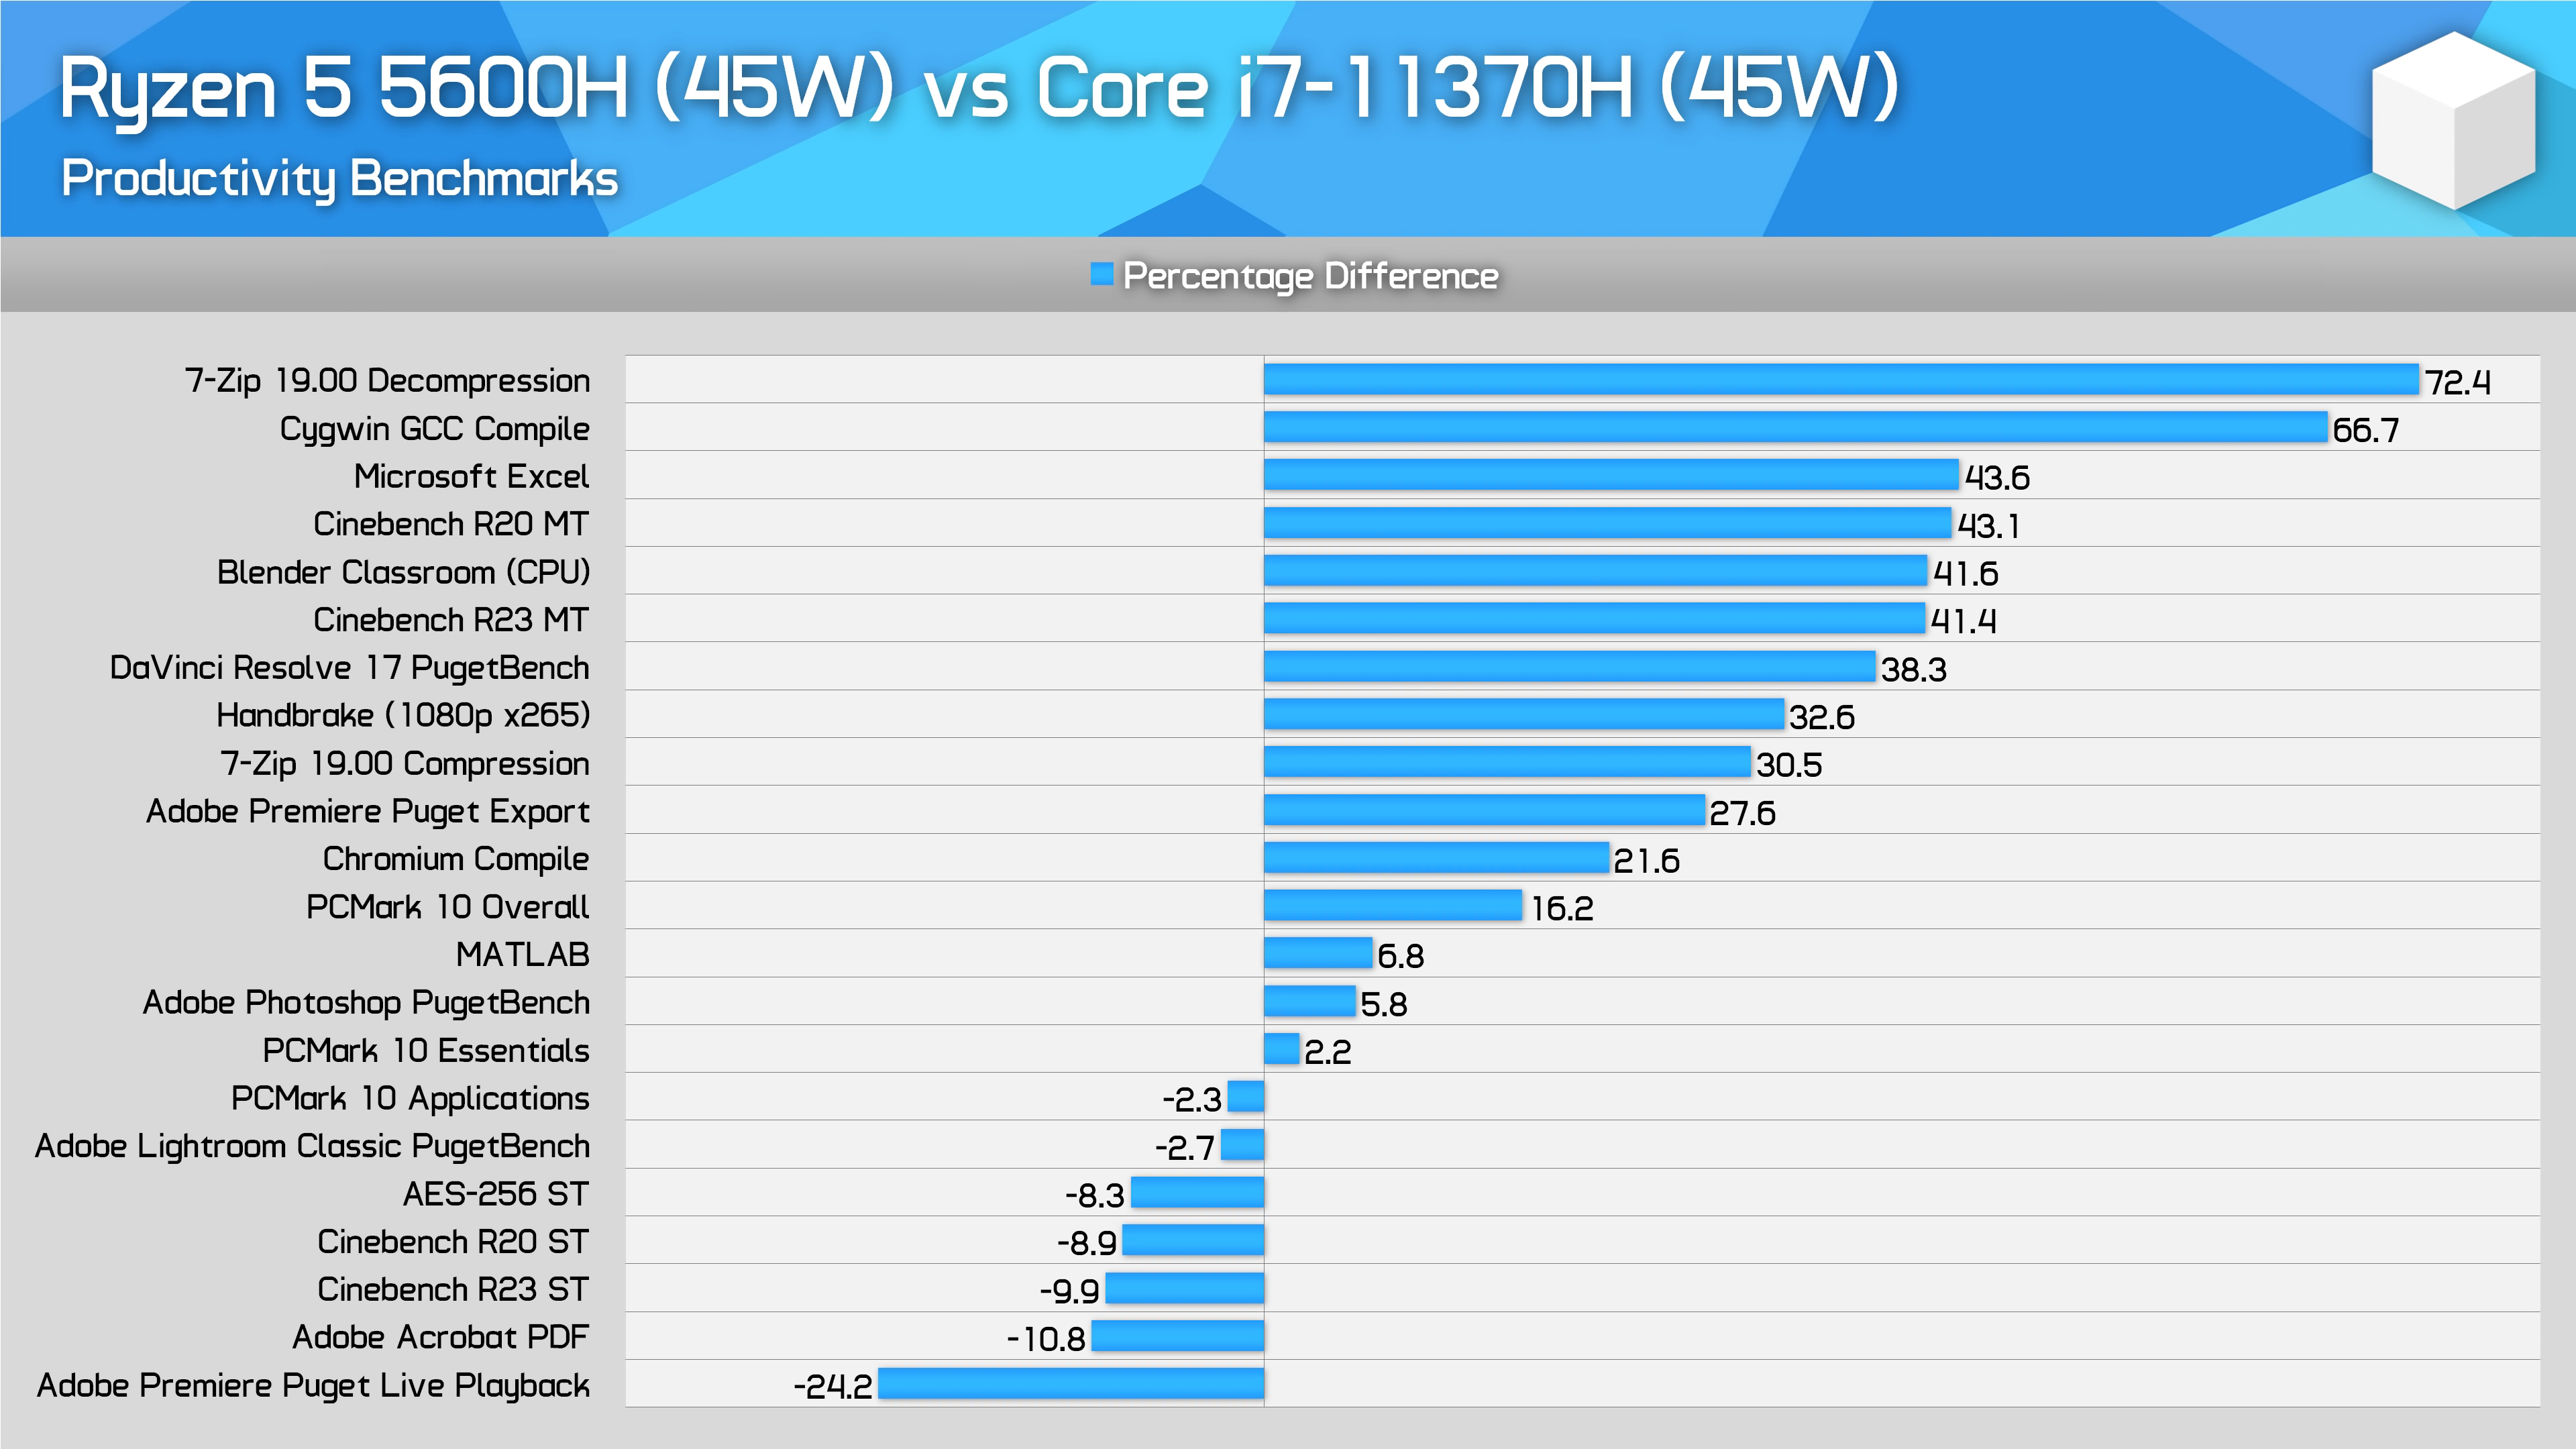 Ryzen 5 5600H (45W) vs Core i7-11370H (45W)
Productivity Benchmarks
Percentage Difference
7-Zip 19.00 Decompression 72.4
Cygwin GCC Compile 66.7
Microsoft Excel 43.6
Cinebench R20 MT 43.1
Blender Classroom (CPU) 41.6
Cinebench R23 MT 41.4
DaVinci Resolve 17 PugetBench 38.3
Handbrake (1080p x265) 32.6
7-Zip 19.00 Compression 30.5
Adobe Premiere Puget Export 27.6
Chromium Compile 21.6
PCMark 10 Overall 16.2
MATLAB 6.8
Adobe Photoshop PugetBench 5.8
PCMark 10 Essentials 2.2
PCMark 10 Applications -2.3
Adobe Lightroom Classic PugetBench -2.7
AES-256 ST -8.3
Cinebench R20 ST -8.9
Cinebench R23 ST -9.9
Adobe Acrobat PDF -10.8
Adobe Premiere Puget Live Playback -24.2